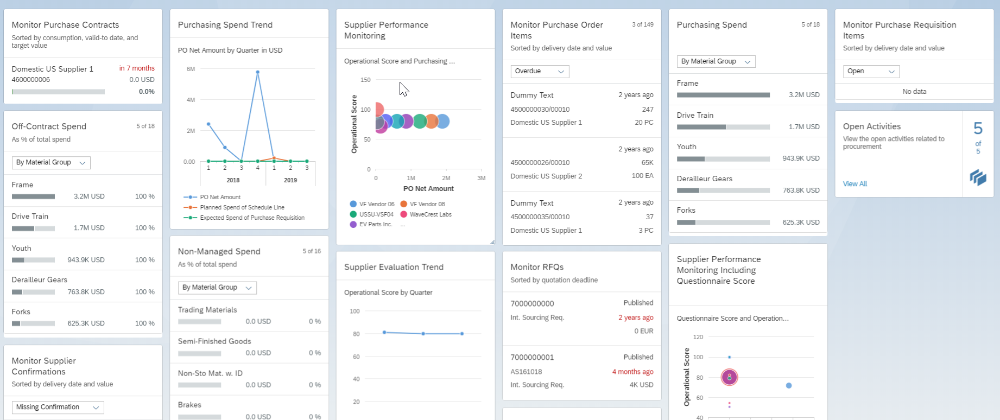 Monitor Purchase Contracts
Sorted by consumption, valid-to date, and
target value
Domestic US Supplier 1 in 7 months
4600000006 0.0 USD
0.0%
Off-Contract Spend 5 of 18
As % of total spend
By Material Group
Frame
3.2M USD 100 %
Drive Train
1.7M USD 100 %
Youth
943.9K USD 100 %
Derailleur Gears
763.8K USD 100 %
Forks
625.3K USD 100 %
Monitor Supplier
Confirmations
Sorted by delivery date and value
Missing Confirmation
Purchasing Spend Trend
PO Net Amount by Quarter in USD
6M
4M
2M
0.00
1 2 3 4 1 2 3
2018 2019
PO Net Amount
Planned Spend of Schedule Line
Expected Spend of Purchase Requisition
Non-Managed Spend 5 of 16
As % of total spend
By Material Group
Trading Materials
0.0 USD 0 %
Semi-Finished Goods
0.0 USD 0 %
Non-Sto Mat. w. ID
0.0 USD 0 %
Brakes
0.0 USD 0 %
Supplier Performance
Monitoring
Operational Score and Purchasing ...
Operational Score
150
100
50
0
0 1M 2M 3M
PO Net Amount
VF Vendor 06 VF Vendor 08
USSU-VSF04 WaveCrest Labs
EV Parts Inc. ...
Supplier Evaluation Trend
Operational Score by Quarter
100
80
60
40
20
Monitor Purchase Order 3 of 149
Items
Sorted by delivery date and value
Overdue
Dummy Text 2 years ago
4500000030/00010 247
Domestic US Supplier 1 20 PC
2 years ago
4500000026/00010 65K
Domestic US Supplier 2 100 EA
Dummy Text 2 years ago
4500000035/00010 37
Domestic US Supplier 1 3 PC
Monitor RFQs
Sorted by quotation deadline
7000000000 Published
Int. Sourcing Req. 2 years ago
0 EUR
7000000001 Published
AS161018 4 months ago
Int. Sourcing Req. 4K USD
Purchasing Spend 5 of 18
By Material Group
Frame
3.2M USD
Drive Train
1.7M USD
Youth
943.9K USD
Derailleur Gears
763.8K USD
Forks
625.3K USD
Supplier Performance
Monitoring Including
Questionnaire Score
Questionnaire Score and Operation...
Operational Score
120
100
80
60
40
Monitor Purchase Requisition
Items
Sorted by delivery date and value
Open
No data
Open Activities
View the open activities related to
procurement
View All
5
of
5